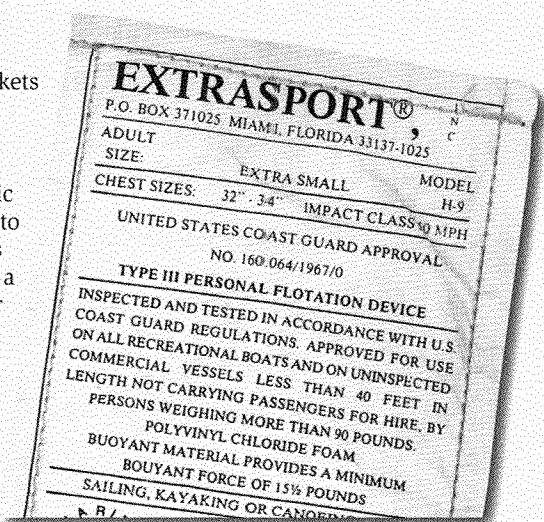 kets
ic
to
s
a
EXTRASPORT®, INC
P.O. BOX 371025 MIAMI, FLORIDA 33137-1025
ADULT
SIZE: EXTRA SMALL MODEL
CHEST SIZES: 32" - 34" IMPACT CLASS 50 MPH H-9
UNITED STATES COAST GUARD APPROVAL
NO. 160.064/1967/0
TYPE III PERSONAL FLOTATION DEVICE
INSPECTED AND TESTED IN ACCORDANCE WITH U.S.
COAST GUARD REGULATIONS. APPROVED FOR USE
ON ALL RECREATIONAL BOATS AND ON UNINSPECTED
COMMERCIAL VESSELS LESS THAN 40 FEET IN
LENGTH NOT CARRYING PASSENGERS FOR HIRE, BY
PERSONS WEIGHING MORE THAN 90 POUNDS.
POLYVINYL CHLORIDE FOAM
BUOYANT MATERIAL PROVIDES A MINIMUM
BOUYANT FORCE OF 15½ POUNDS
SAILING, KAYAKING OR CANOEING